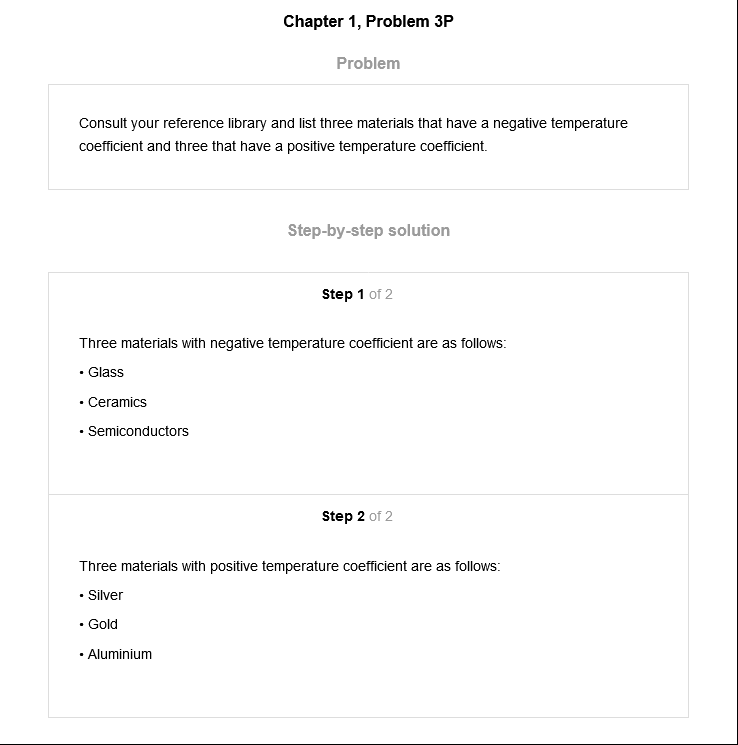 Chapter 1, Problem 3P
Problem
Consult your reference library and list three materials that have a negative temperature
coefficient and three that have a positive temperature coefficient.
Step-by-step solution
Step 1 of 2
Three materials with negative temperature coefficient are as follows:
• Glass
• Ceramics
• Semiconductors
Step 2 of 2
Three materials with positive temperature coefficient are as follows:
• Silver
• Gold
• Aluminium